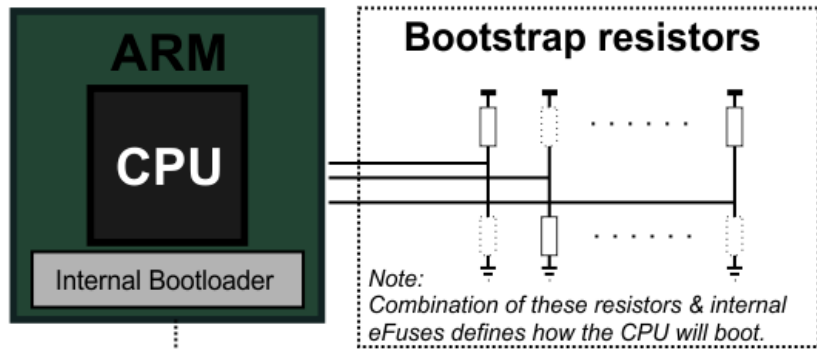 ARM
CPU
Internal Bootloader
Bootstrap resistors
Note:
Combination of these resistors & internal
eFuses defines how the CPU will boot.